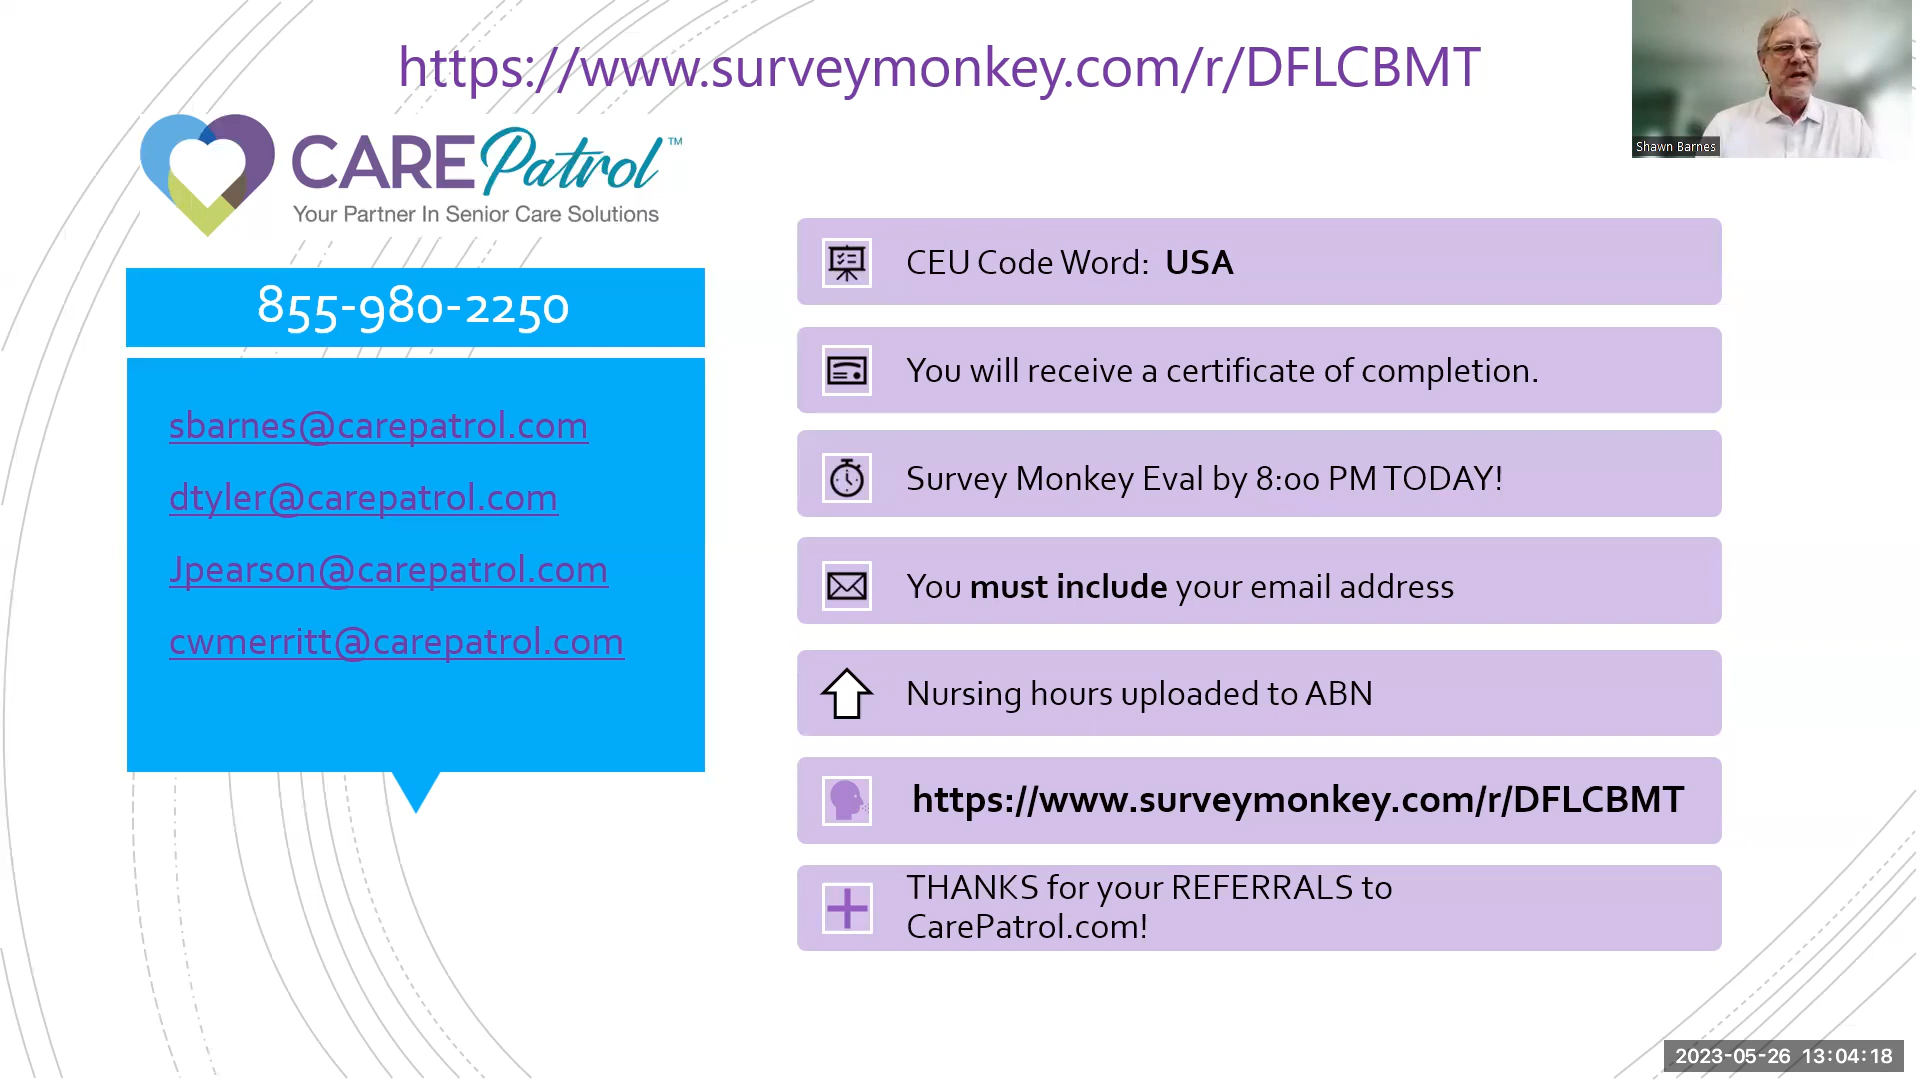 https://www.surveymonkey.com/r/DFLCBMT
Shawn Barnes
CARE Patrol™
Your Partner In Senior Care Solutions
855-980-2250
sbarnes@carepatrol.com
dtyler@carepatrol.com
Jpearson@carepatrol.com
cwmerritt@carepatrol.com
CEU Code Word: USA
You will receive a certificate of completion.
Survey Monkey Eval by 8:00 PM TODAY!
You must include your email address
Nursing hours uploaded to ABN
https://www.surveymonkey.com/r/DFLCBMT
THANKS for your REFERRALS to
CarePatrol.com!
2023-05-26 13:04:18